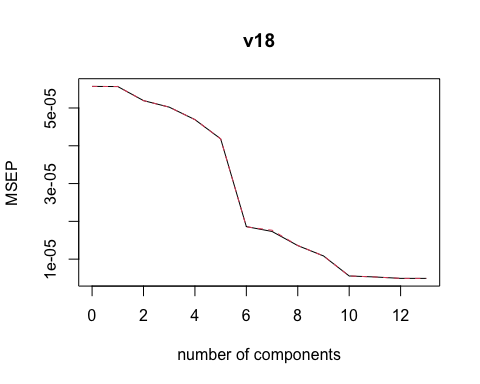 v18
MSEP
5e-05
3e-05
1e-05
0 2 4 6 8 10 12
number of components